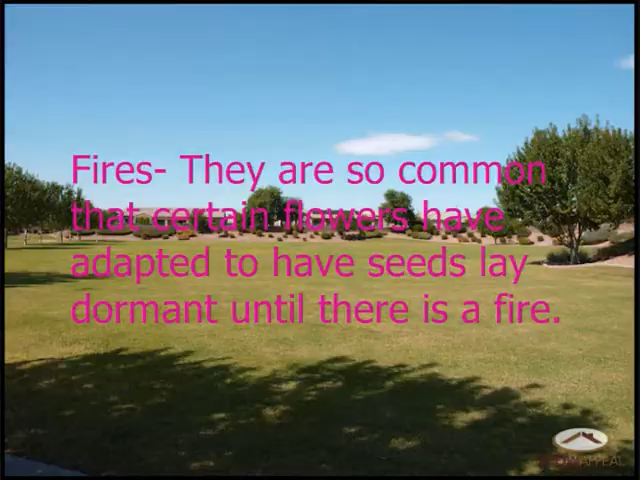 Fires- They are so common
that certain flowers have
adapted to have seeds lay
dormant until there is a fire.